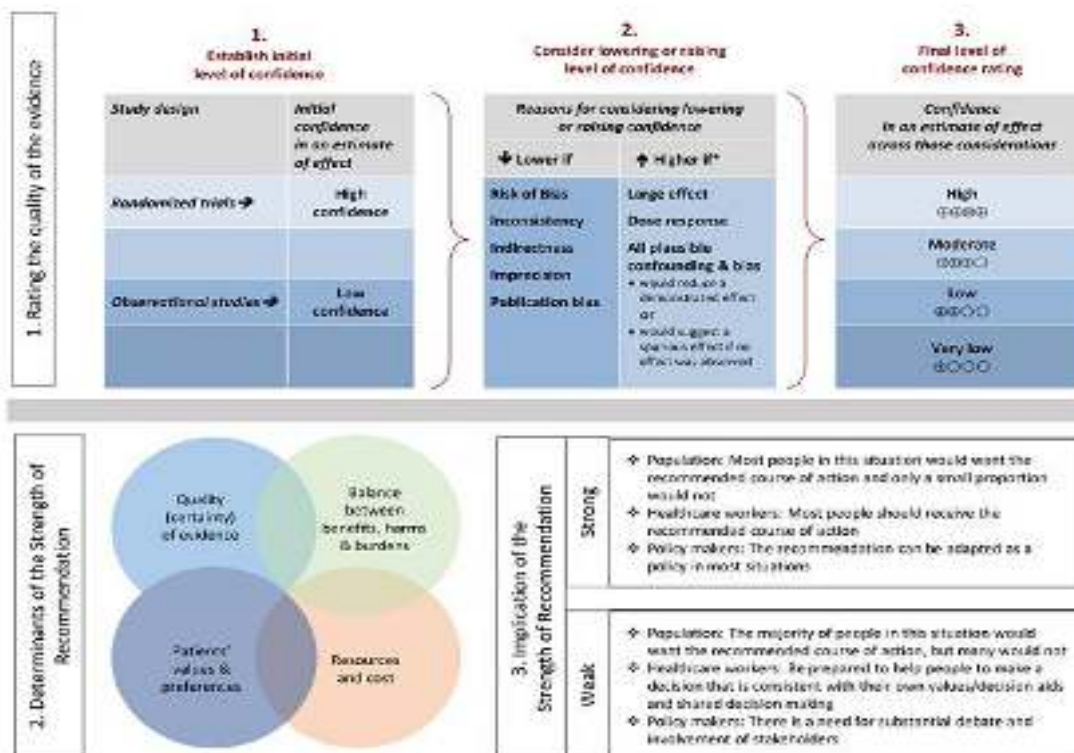 1. Rating the quality of the evidence
1.
Establish initial
level of confidence
Study design
Initial
confidence
in an estimate
of effect
Randomized trials →
High
confidence
Observational studies →
Low
confidence
2.
Consider lowering or raising
level of confidence
Reasons for considering lowering
or raising confidence
↓ Lower if
↑ Higher if*
Risk of Bias
Inconsistency
Indirectness
Imprecision
Publication bias
Large effect
Dose response
All plausible
confounding & bias
• would reduce a
demonstrated effect
or
• would suggest a
spurious effect if no
effect was observed
3.
Final level of
confidence rating
Confidence
in an estimate of effect
across those considerations
High
⊕⊕⊕⊕
Moderate
⊕⊕⊕○
Low
⊕⊕○○
Very low
⊕○○○
2. Determinants of the Strength of
Recommendation
Quality
(certainty)
of evidence
Balance
between
benefits, harms
& burdens
Patients'
values &
preferences
Resources
and cost
3. Implication of the
Strength of Recommendation
Strong
❖ Population: Most people in this situation would want the
recommended course of action and only a small proportion
would not
❖ Healthcare workers: Most people should receive the
recommended course of action
❖ Policy makers: The recommendation can be adapted as a
policy in most situations
Weak
❖ Population: The majority of people in this situation would
want the recommended course of action, but many would not
❖ Healthcare workers: Be prepared to help people to make a
decision that is consistent with their own values/decision aids
and shared decision making
❖ Policy makers: There is a need for substantial debate and
involvement of stakeholders